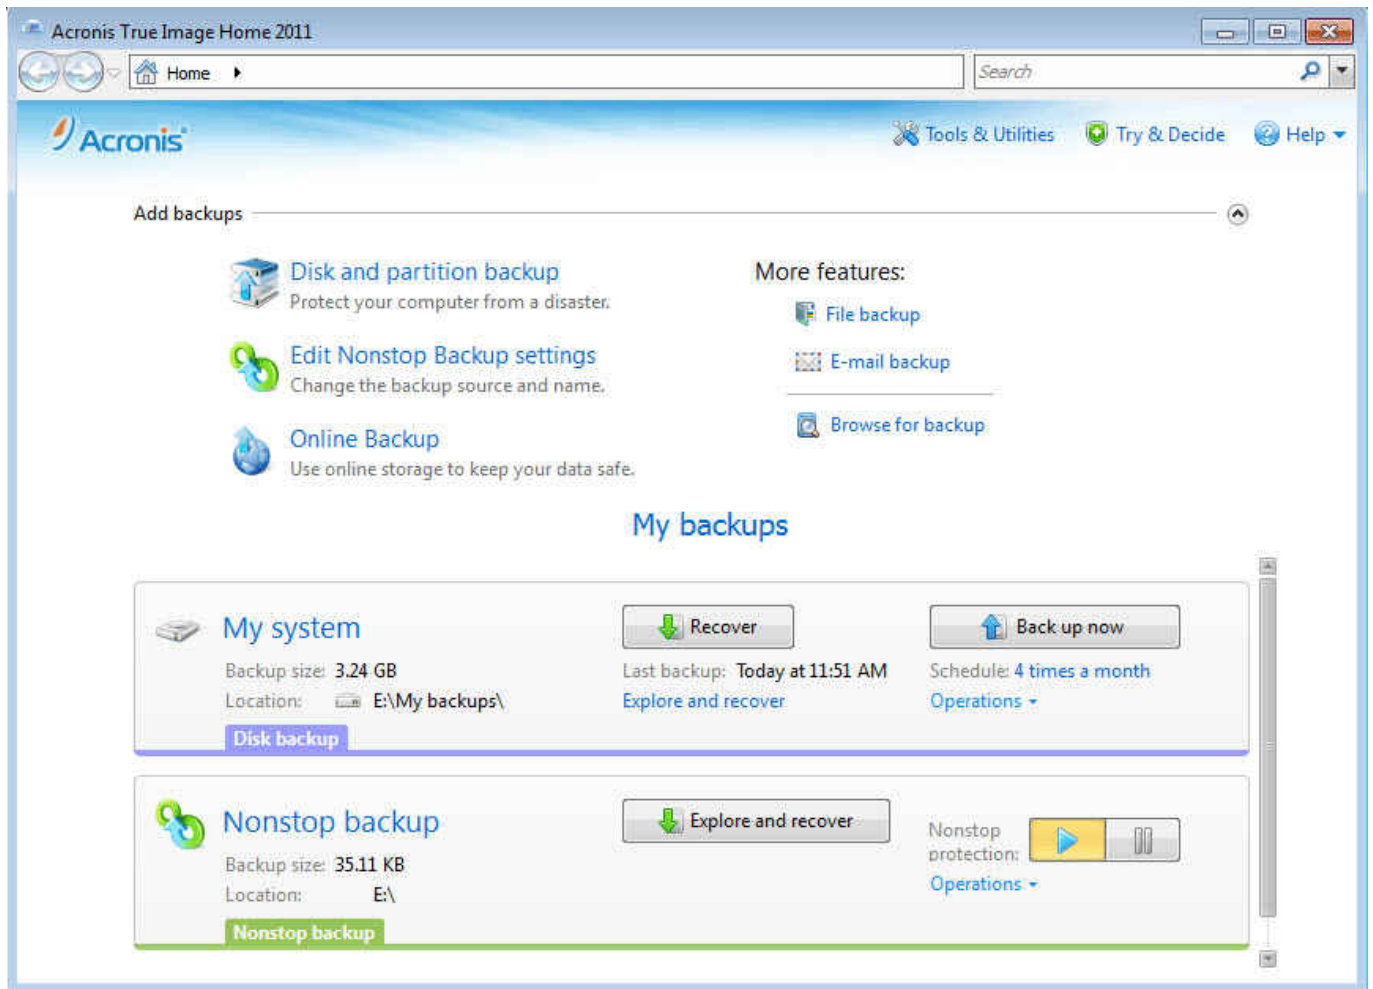 Acronis True Image Home 2011
Home
Search
Acronis
Tools & Utilities
Try & Decide
Help
Add backups
Disk and partition backup
Protect your computer from a disaster.
Edit Nonstop Backup settings
Change the backup source and name.
Online Backup
Use online storage to keep your data safe.
More features:
File backup
E-mail backup
Browse for backup
My backups
My system
Recover
Back up now
Backup size: 3.24 GB
Last backup: Today at 11:51 AM
Schedule: 4 times a month
Location: E:\My backups\
Explore and recover
Operations
Disk backup
Nonstop backup
Explore and recover
Nonstop
protection:
Backup size: 35.11 KB
Operations
Location: E:\
Nonstop backup